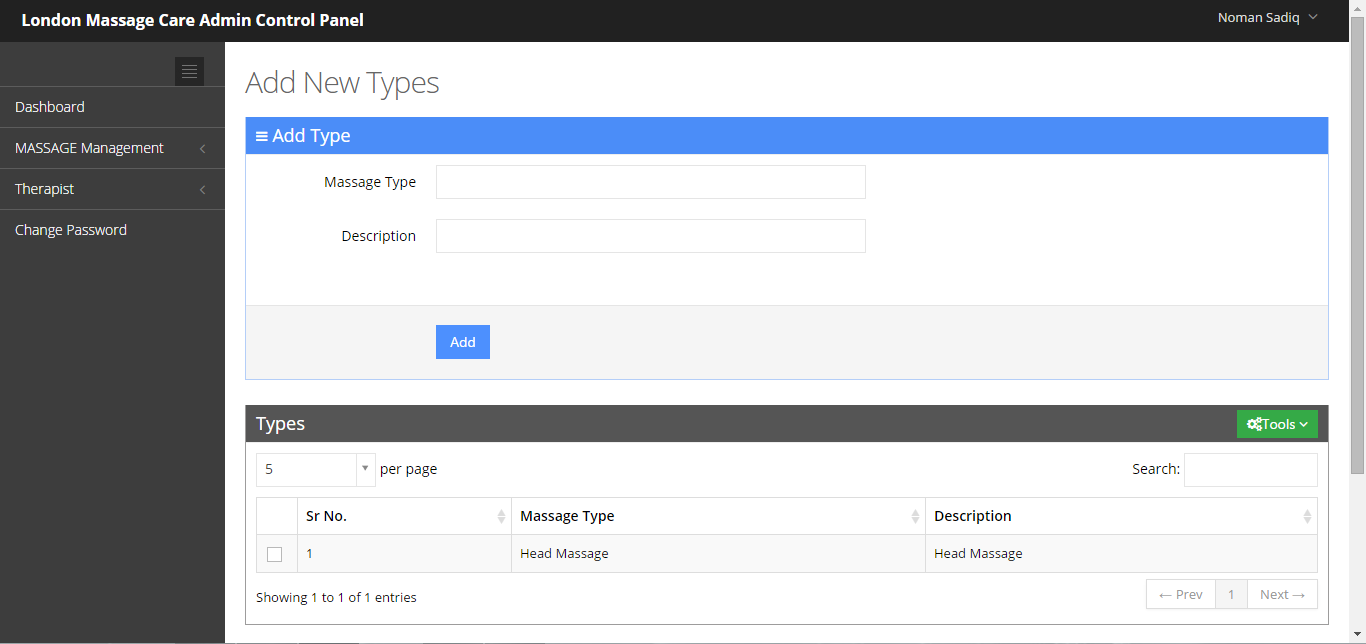 London Massage Care Admin Control Panel
Noman Sadiq
Dashboard
MASSAGE Management
Therapist
Change Password
Add New Types
Add Type
Massage Type
Description
Add
Types
Tools
5 per page
Search:
Sr No. Massage Type Description
1 Head Massage Head Massage
Showing 1 to 1 of 1 entries
← Prev 1 Next →